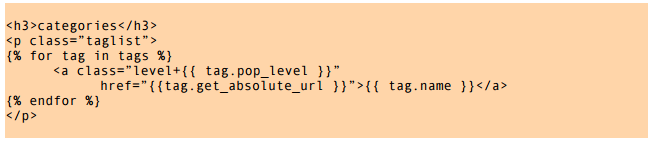 <h3>categories</h3>
<p class=”taglist”>
{% for tag in tags %}
<a class=”level+{{ tag.pop_level }}”
href=”{{tag.get_absolute_url }}”>{{ tag.name }}</a>
{% endfor %}
</p>